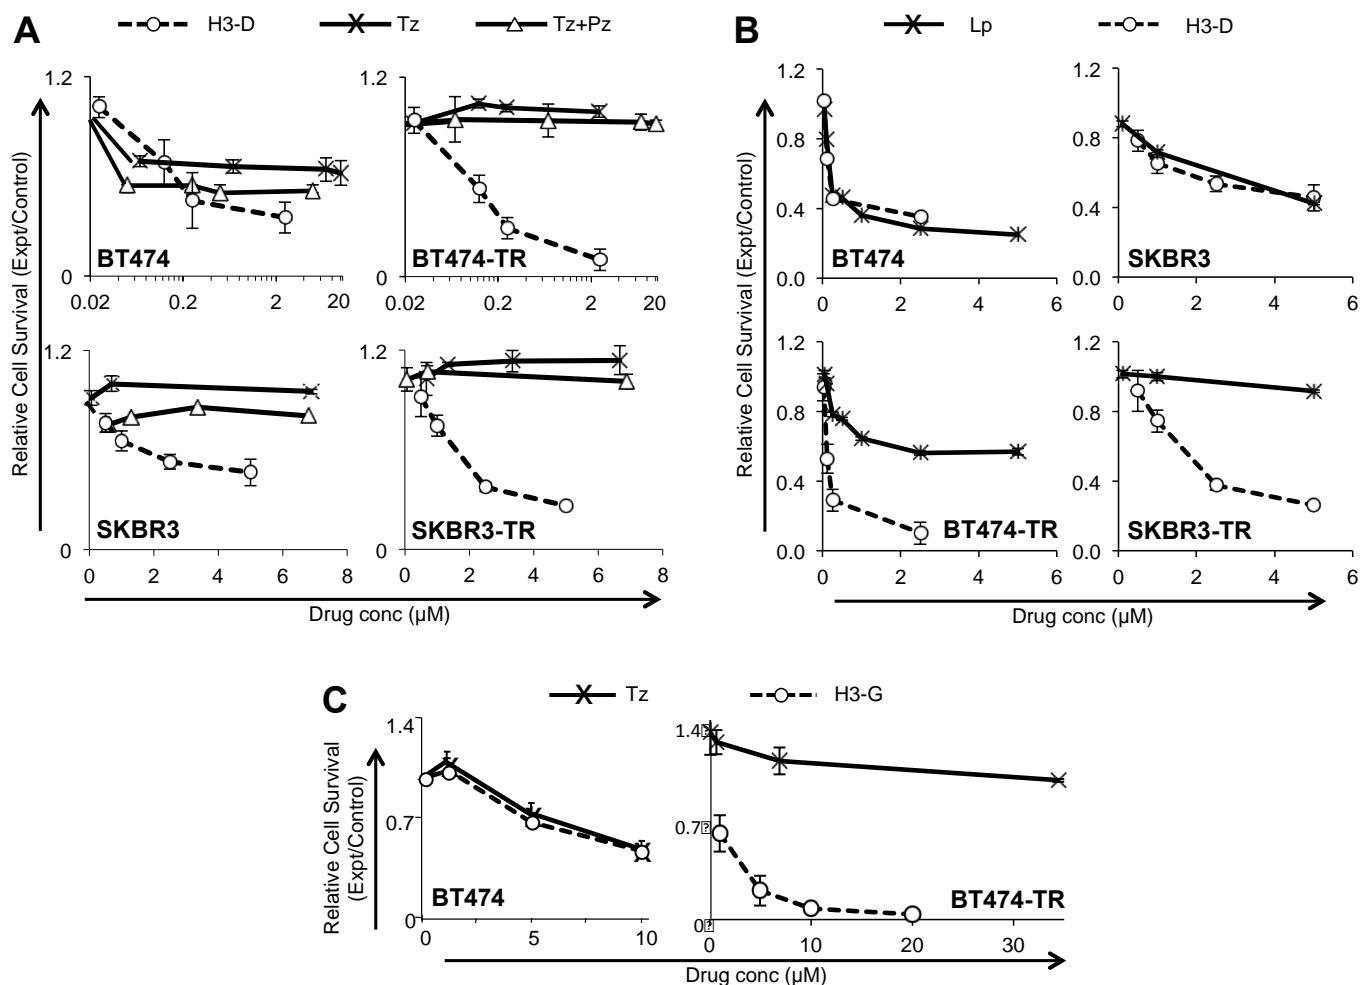 A
H3-D Tz Tz+Pz
Relative Cell Survival (Expt/Control)
1.2
0
BT474
0.02 0.2 2 20
1.2
0
BT474-TR
0.02 0.2 2 20
1.2
0
SKBR3
0 2 4 6 8
1.2
0
SKBR3-TR
0 2 4 6 8
Drug conc (µM)
B
Lp H3-D
Relative Cell Survival (Expt/Control)
1.2
0.8
0.4
0.0
BT474
0 2 4 6
1.2
0.8
0.4
0.0
SKBR3
0 2 4 6
1.2
0.8
0.4
0.0
BT474-TR
0 2 4 6
1.2
0.8
0.4
0.0
SKBR3-TR
0 2 4 6
Drug conc (µM)
C
Tz H3-G
Relative Cell Survival
(Expt/Control)
1.4
0.7
0
BT474
0 5 10
1.4
0.7
0
BT474-TR
0 10 20 30
Drug conc (µM)